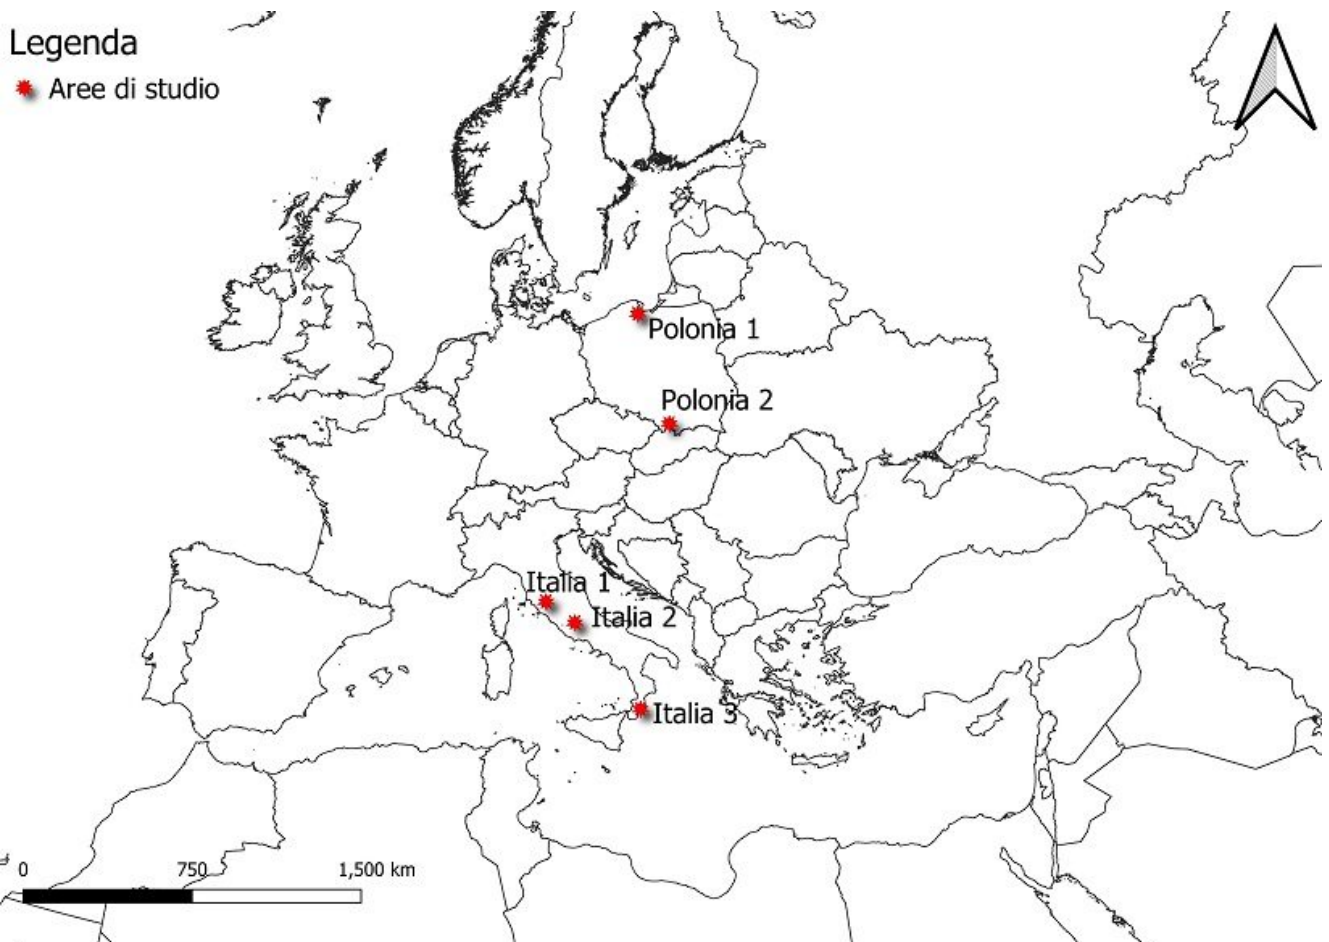 Legenda
Aree di studio
Polonia 1
Polonia 2
Italia 1
Italia 2
Italia 3
0 750 1,500 km